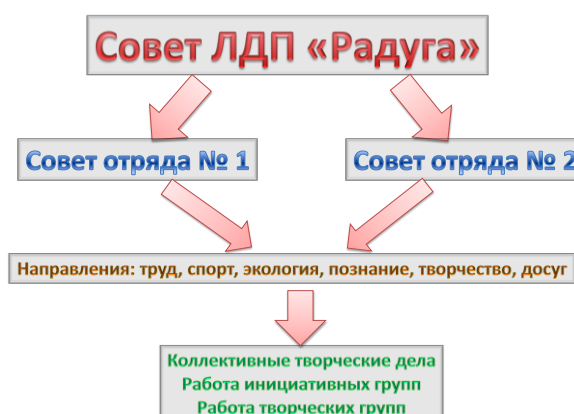 Совет ЛДП «Радуга»
Совет отряда № 1
Совет отряда № 2
Направления: труд, спорт, экология, познание, творчество, досуг
Коллективные творческие дела
Работа инициативных групп
Работа творческих групп